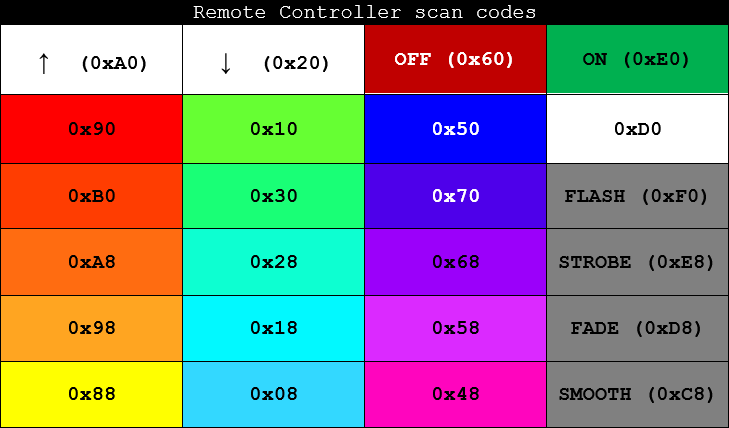 Remote Controller scan codes
↑ (0xA0) ↓ (0x20) OFF (0x60) ON (0xE0)
0x90 0x10 0x50 0xD0
0xB0 0x30 0x70 FLASH (0xF0)
0xA8 0x28 0x68 STROBE (0xE8)
0x98 0x18 0x58 FADE (0xD8)
0x88 0x08 0x48 SMOOTH (0xC8)